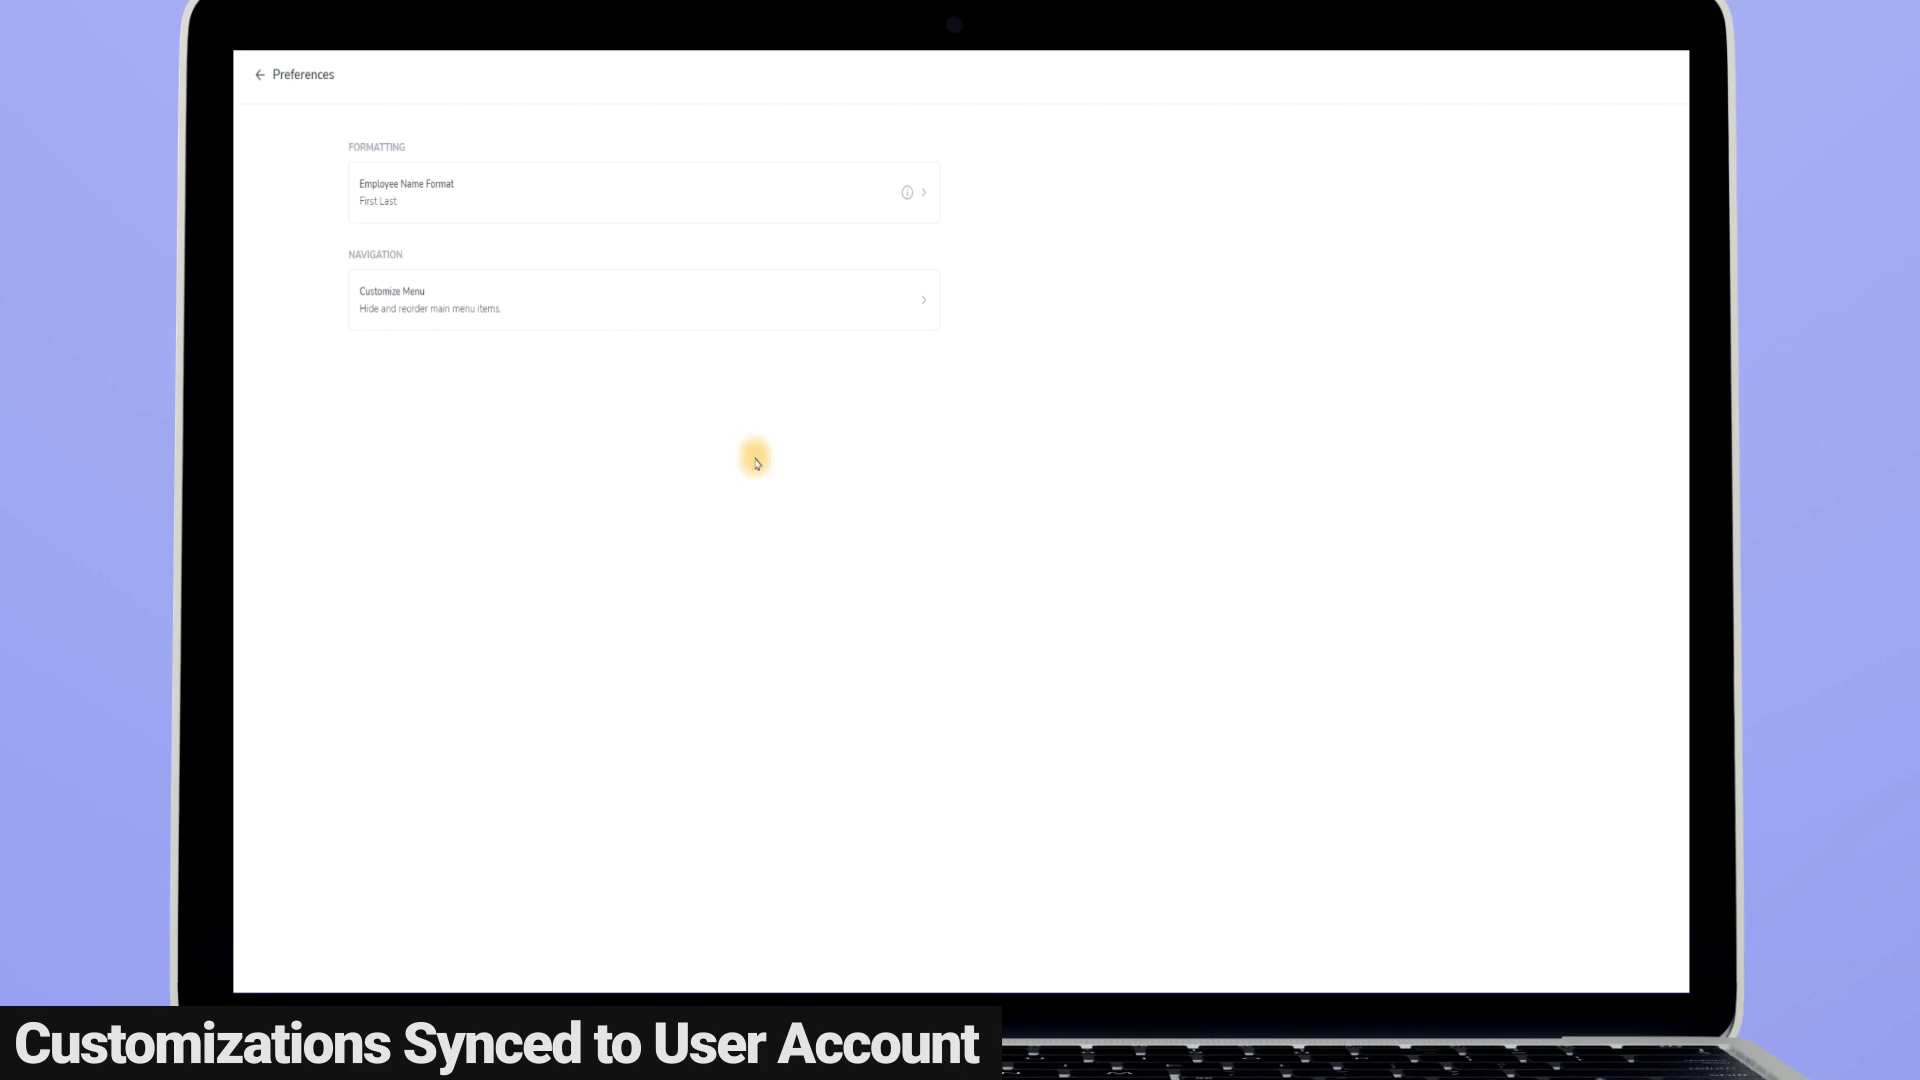 Preferences
FORMATTING
Employee Name Format
First Last
NAVIGATION
Customize Menu
Hide and reorder main menu items.
Customizations Synced to User Account